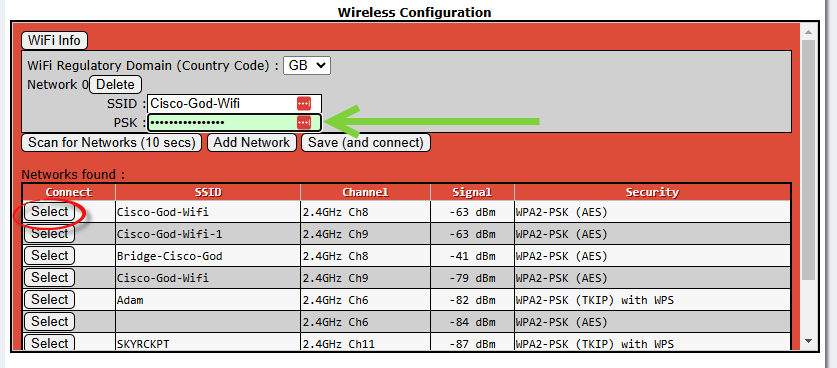 Wireless Configuration
WiFi Info
WiFi Regulatory Domain (Country Code) : GB
Network 0 Delete
SSID : Cisco-God-Wifi
PSK : ••••••••••••••••
Scan for Networks (10 secs) Add Network Save (and connect)
Networks found :
Connect SSID Channel Signal Security
Select Cisco-God-Wifi 2.4GHz Ch8 -63 dBm WPA2-PSK (AES)
Select Cisco-God-Wifi-1 2.4GHz Ch9 -63 dBm WPA2-PSK (AES)
Select Bridge-Cisco-God 2.4GHz Ch8 -41 dBm WPA2-PSK (AES)
Select Cisco-God-Wifi 2.4GHz Ch9 -79 dBm WPA2-PSK (AES)
Select Adam 2.4GHz Ch6 -82 dBm WPA2-PSK (TKIP) with WPS
Select 2.4GHz Ch6 -84 dBm WPA2-PSK (AES)
Select SKYRCKPT 2.4GHz Ch11 -87 dBm WPA2-PSK (TKIP) with WPS